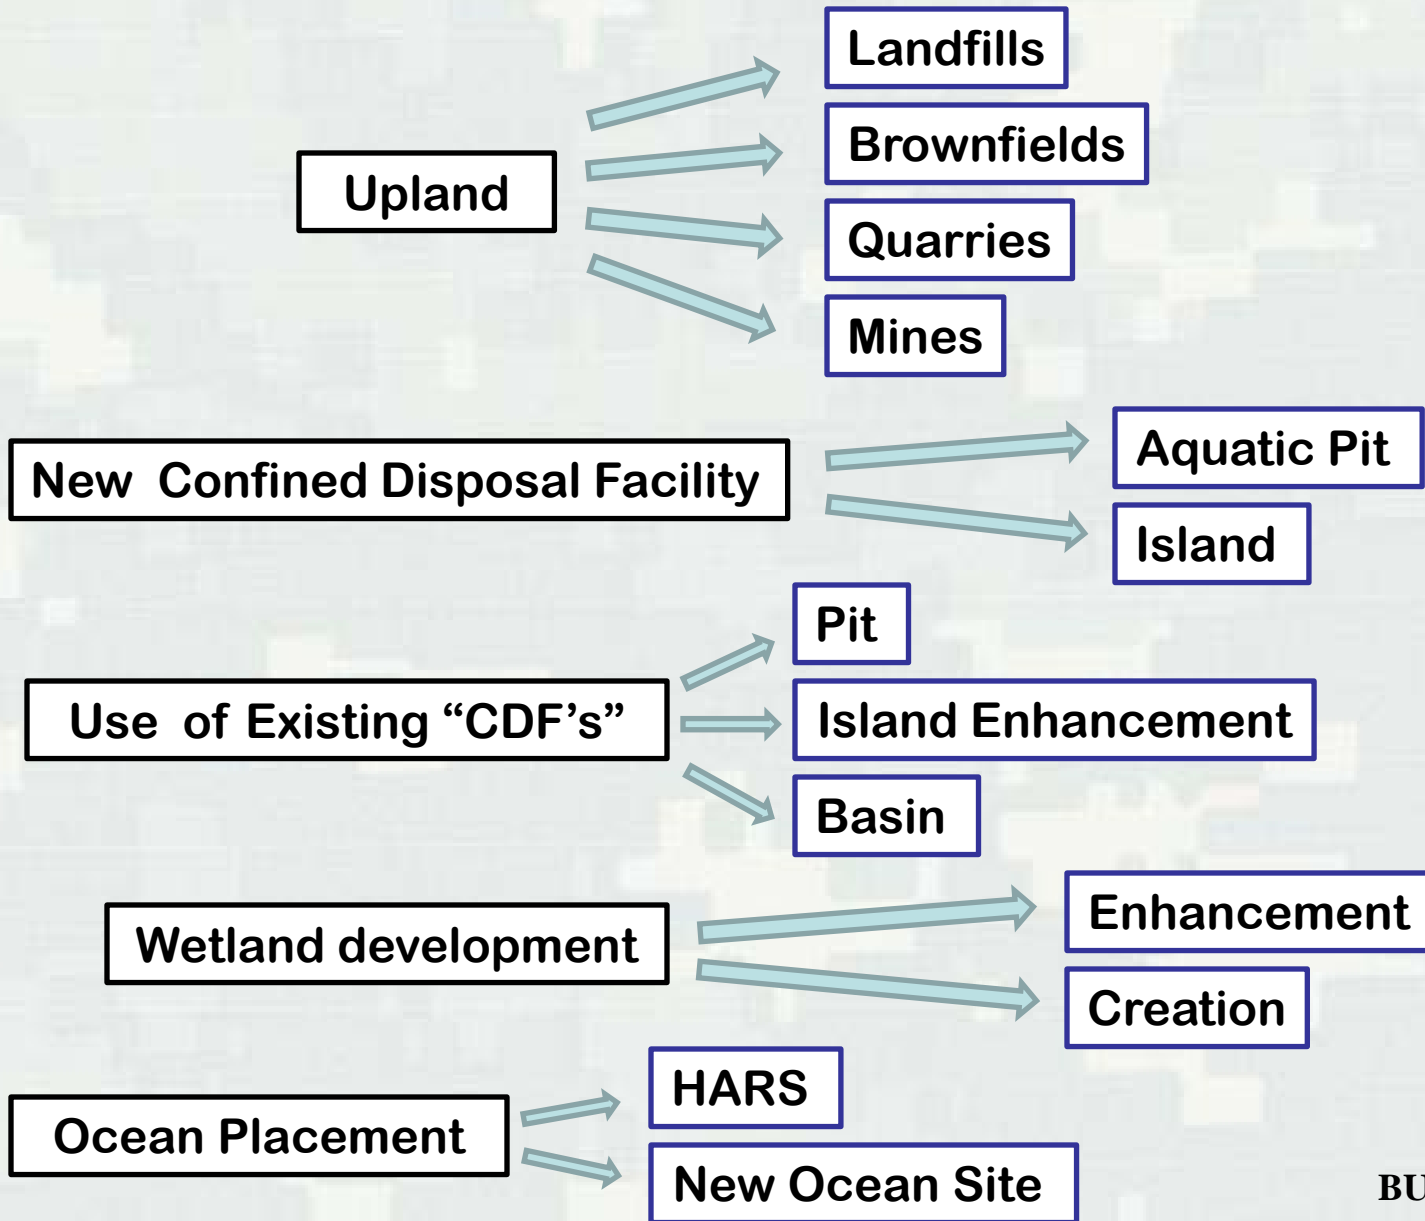 Upland
Landfills
Brownfields
Quarries
Mines
New Confined Disposal Facility
Aquatic Pit
Island
Use of Existing “CDF’s”
Pit
Island Enhancement
Basin
Wetland development
Enhancement
Creation
Ocean Placement
HARS
New Ocean Site
BU